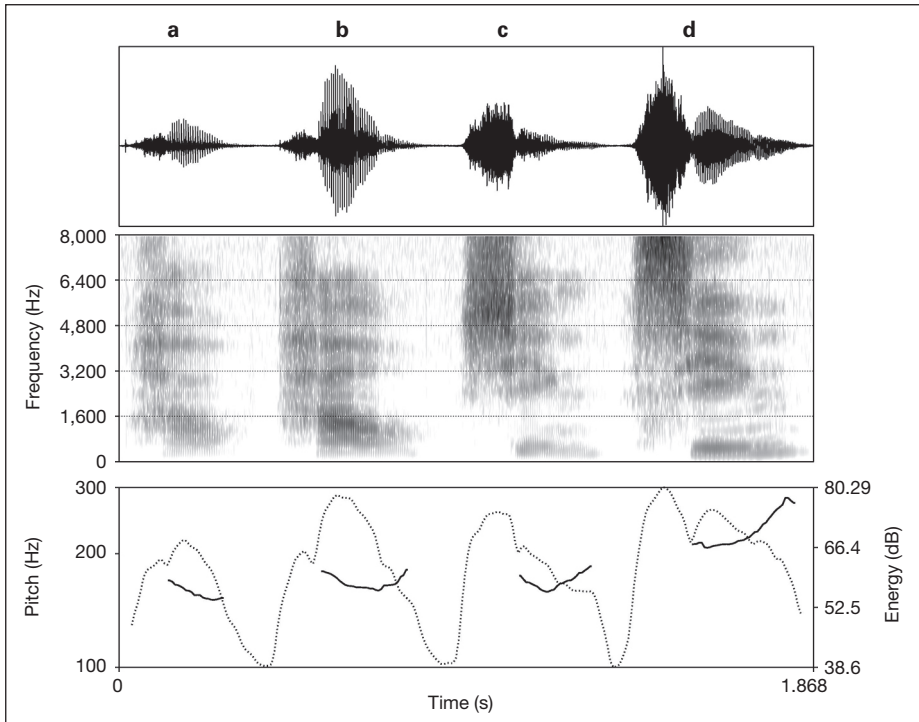 a b c d
8,000
6,400
4,800
3,200
1,600
0
Frequency (Hz)
300
200
100
Pitch (Hz)
80.29
66.4
52.5
38.6
Energy (dB)
0 1.868
Time (s)